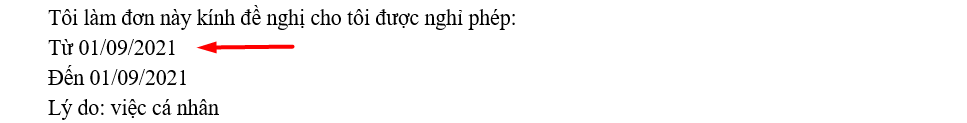 Tôi làm đơn này kính đề nghị cho tôi được nghỉ phép:
Từ 01/09/2021
Đến 01/09/2021
Lý do: việc cá nhân